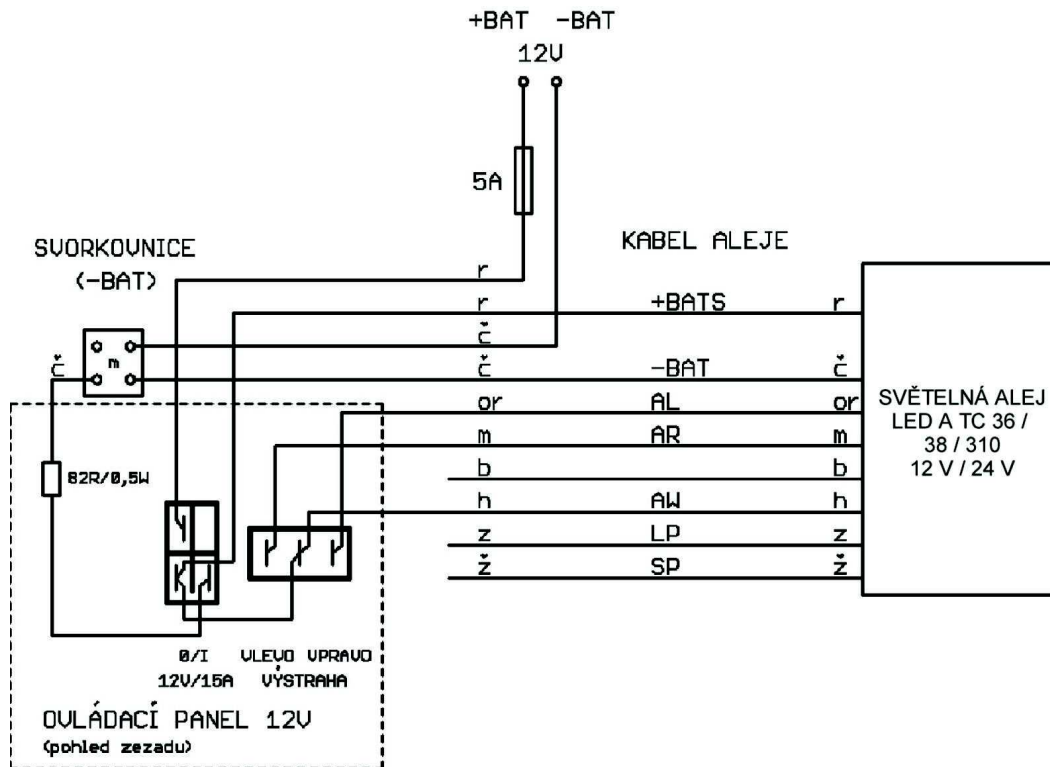 +BAT -BAT
12V
5A
SVORKOVNICE
(-BAT)
KABEL ALEJE
r
r +BATS r
č
č
m
č -BAT č
or AL or
m AR m
b b
h AW h
z LP z
ž SP ž
SVĚTELNÁ ALEJ
LED A TC 36 /
38 / 310
12 V / 24 V
82R/0,5W
0/I VLEVO VPRAVO
12V/15A VÝSTRAHA
OVLÁDACÍ PANEL 12V
(pohled zezadu)